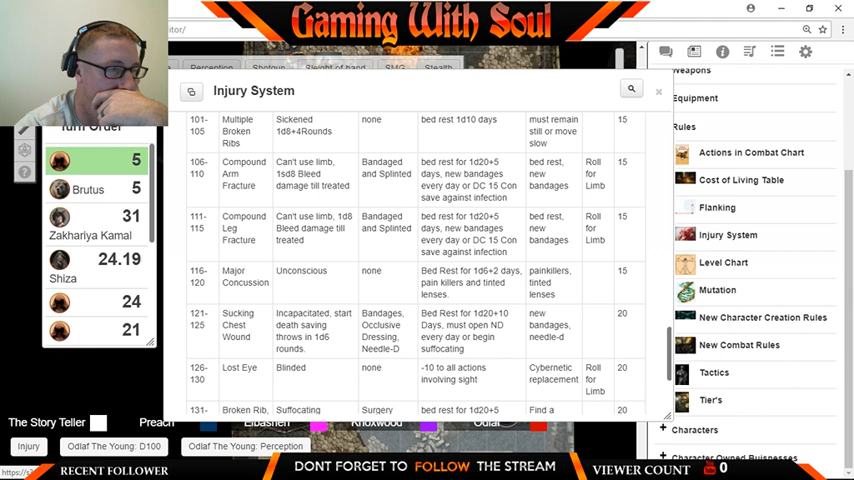 Gaming With Soul
itor/
Perception Shotgun Sleight of hand SMG Stealth
Injury System
Turn Order
5
Brutus 5
31
Zakhariya Kamal
24.19
Shiza
24
21
101-105 Multiple Broken Ribs Sickened 1d8+4Rounds none bed rest 1d10 days must remain still or move slow 15
106-110 Compound Arm Fracture Can't use limb, 1sd8 Bleed damage till treated Bandaged and Splinted bed rest for 1d20+5 days, new bandages every day or DC 15 Con save against infection bed rest, new bandages Roll for Limb 15
111-115 Compound Leg Fracture Can't use limb, 1d8 Bleed damage till treated Bandaged and Splinted bed rest for 1d20+5 days, new bandages every day or DC 15 Con save against infection bed rest, new bandages Roll for Limb 15
116-120 Major Concussion Unconscious none Bed Rest for 1d6+2 days, pain killers and tinted lenses. painkillers, tinted lenses 15
121-125 Sucking Chest Wound Incapacitated, start death saving throws in 1d6 rounds. Bandages, Occlusive Dressing, Needle-D Bed Rest for 1d20+10 Days, must open ND every day or begin suffocating new bandages, needle-d 20
126-130 Lost Eye Blinded none -10 to all actions involving sight Cybernetic replacement Roll for Limb 20
131- Broken Rib, Suffocating Surgery bed rest for 1d20+5 Find a 20
Weapons
Equipment
Rules
Actions in Combat Chart
Cost of Living Table
Flanking
Injury System
Level Chart
Mutation
New Character Creation Rules
New Combat Rules
Tactics
Tier's
Characters
Character Owned Buisnesses
The Story Teller Preach Elbashen Knoxwood Odlaf
Injury Odlaf The Young: D100 Odlaf The Young: Perception
https://s3.
RECENT FOLLOWER
DONT FORGET TO FOLLOW THE STREAM
VIEWER COUNT 0